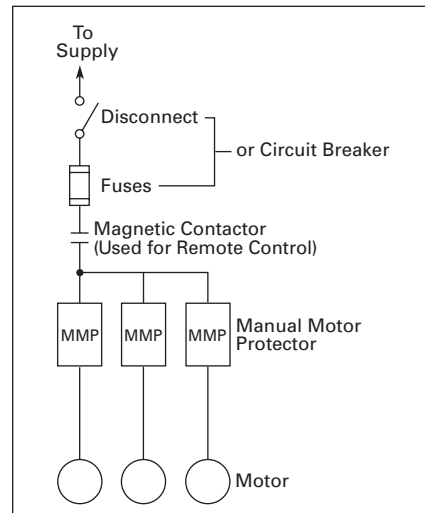 To
Supply
Disconnect
or Circuit Breaker
Fuses
Magnetic Contactor
(Used for Remote Control)
MMP MMP MMP Manual Motor
Protector
Motor